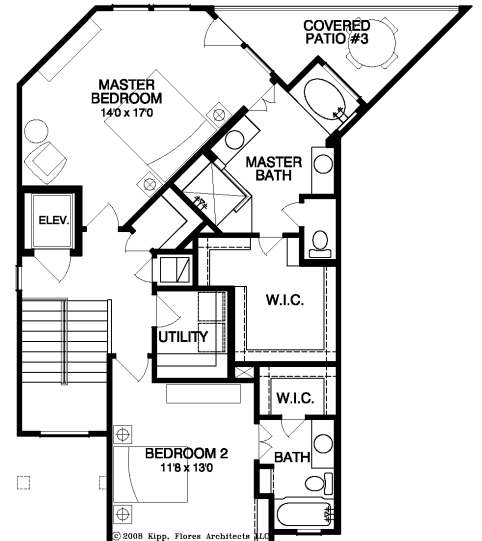 COVERED
PATIO #3
MASTER
BEDROOM
14'0 x 17'0
MASTER
BATH
ELEV.
W.I.C.
UTILITY
W.I.C.
BEDROOM 2
11'8 x 13'0
BATH
© 2008 Kipp, Flores Architects LLC